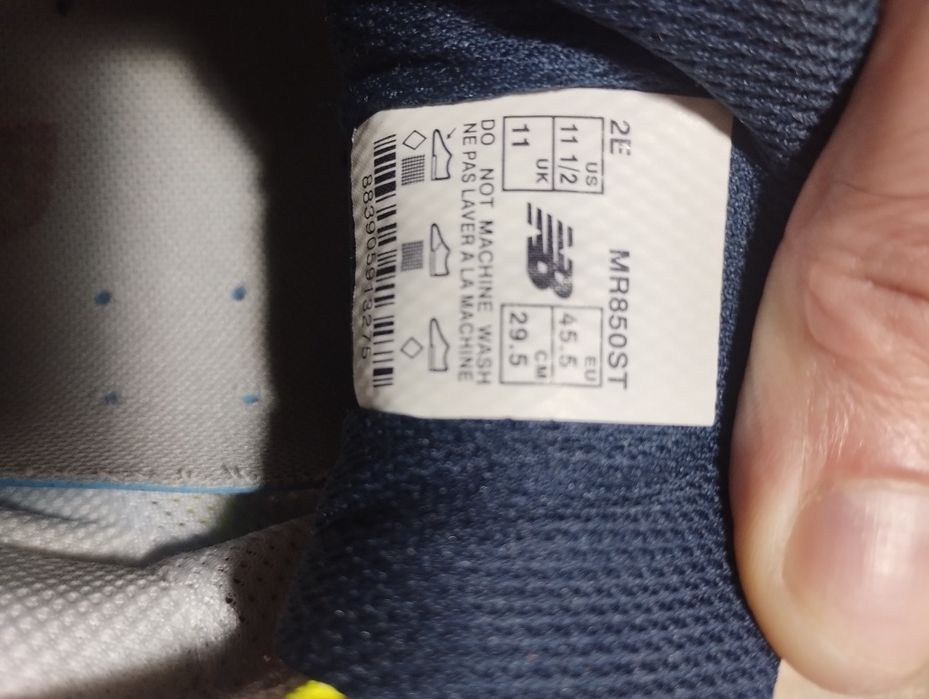 2E MR850ST
US 11 1/2
UK 11
NB
EU 45.5
CM 29.5
DO NOT MACHINE WASH
NE PAS LAVER A LA MACHINE
883905913275